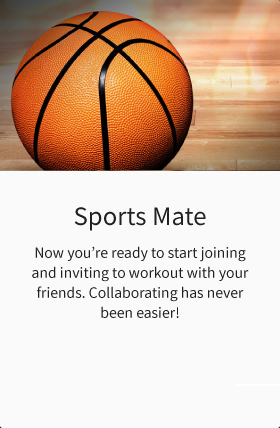 Sports Mate
Now you’re ready to start joining
and inviting to workout with your
friends. Collaborating has never
been easier!